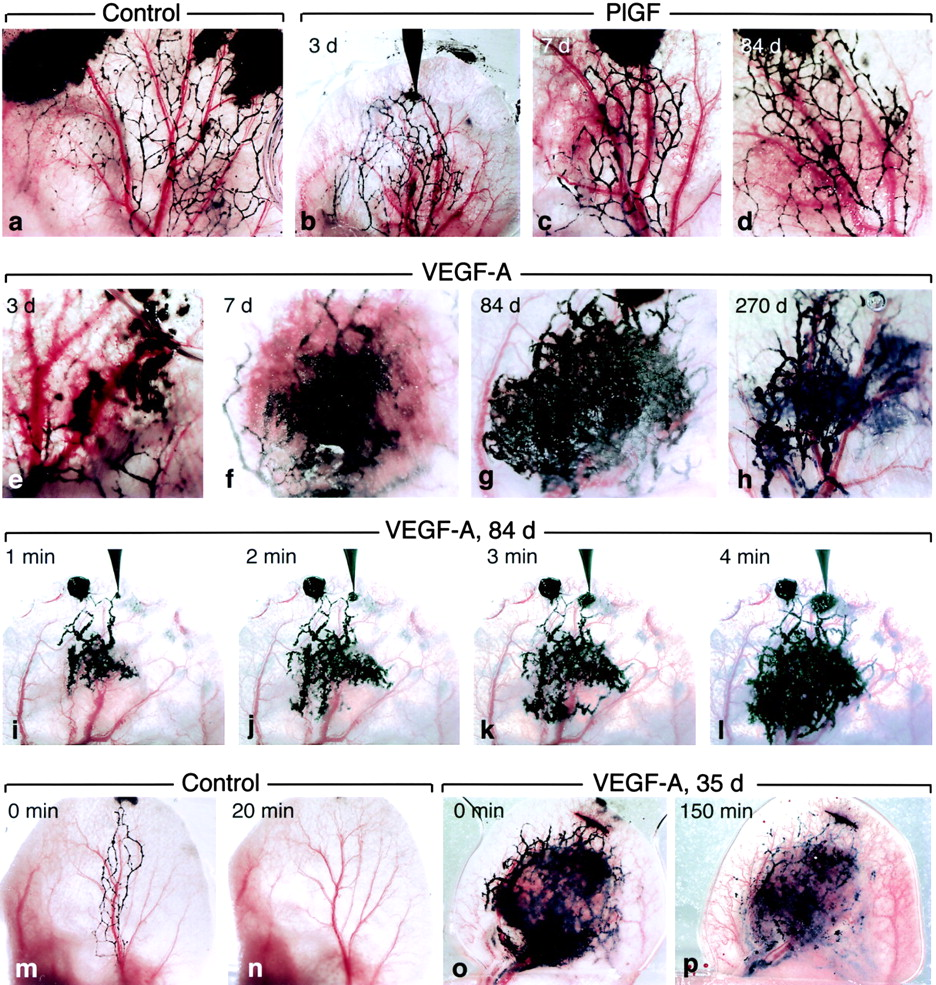 Control PlGF
3 d 7 d 84 d
a b c d
VEGF-A
3 d 7 d 84 d 270 d
e f g h
VEGF-A, 84 d
1 min 2 min 3 min 4 min
i j k l
Control VEGF-A, 35 d
0 min 20 min 0 min 150 min
m n o p